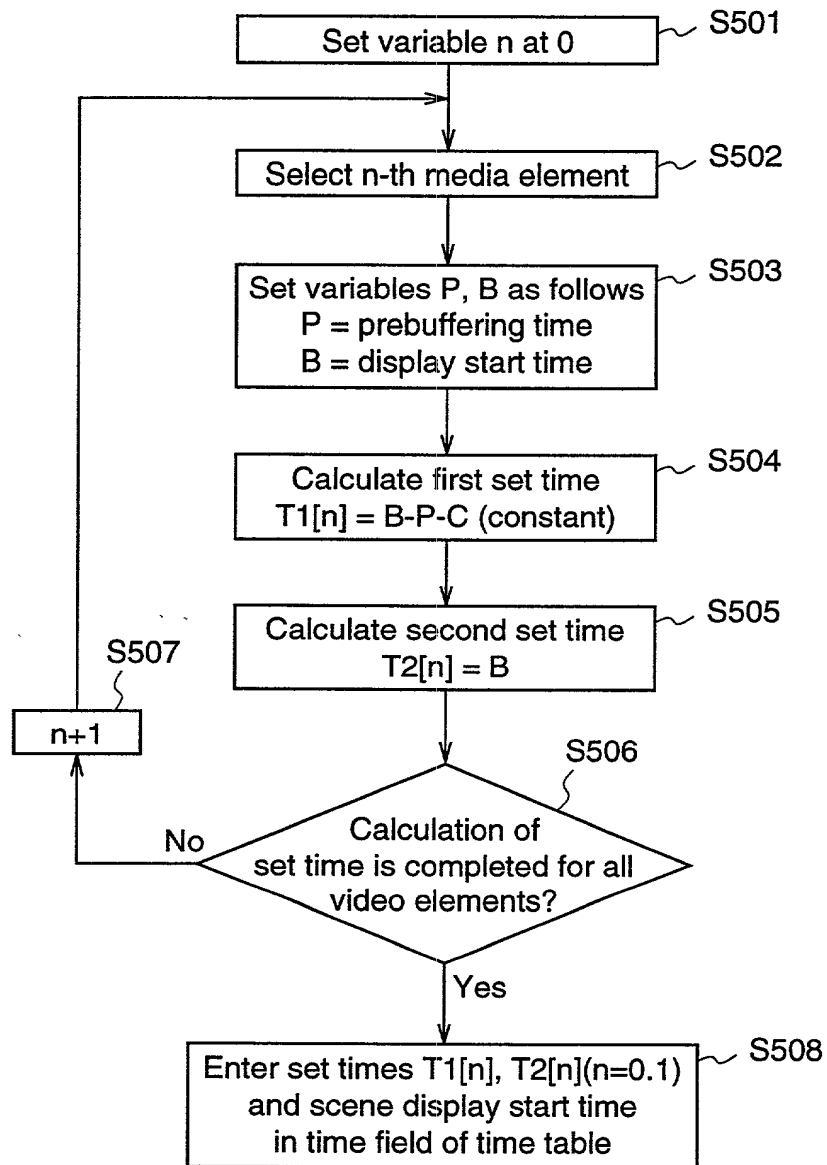 Set variable n at 0
S501
Select n-th media element
S502
Set variables P, B as follows
P = prebuffering time
B = display start time
S503
Calculate first set time
T1[n] = B-P-C (constant)
S504
Calculate second set time
T2[n] = B
S505
S507
n+1
S506
Calculation of
set time is completed for all
video elements?
No
Yes
Enter set times T1[n], T2[n](n=0.1)
and scene display start time
in time field of time table
S508